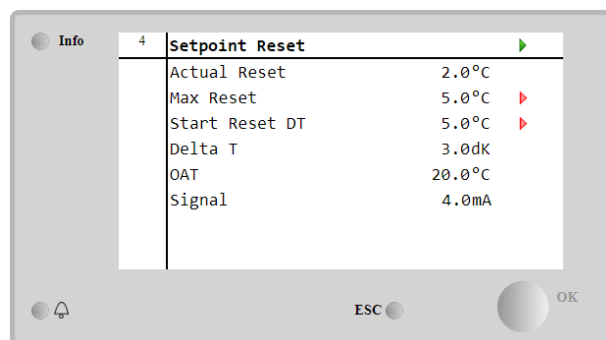 Info
4 Setpoint Reset
Actual Reset 2.0°C
Max Reset 5.0°C
Start Reset DT 5.0°C
Delta T 3.0dK
OAT 20.0°C
Signal 4.0mA
ESC
OK